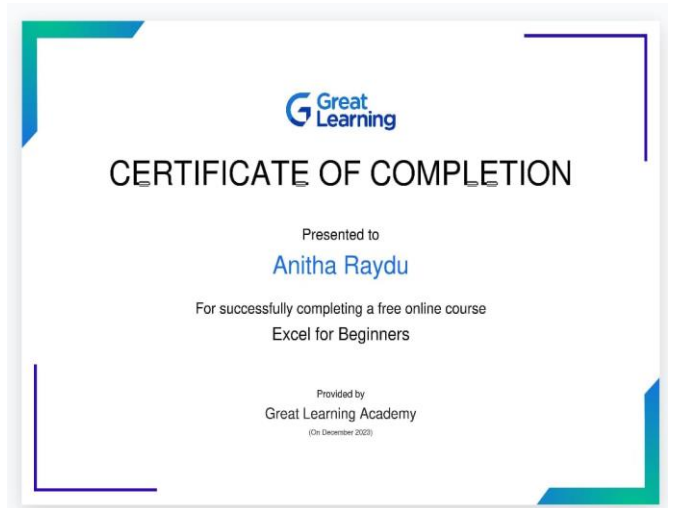 Great
Learning
CERTIFICATE OF COMPLETION
Presented to
Anitha Raydu
For successfully completing a free online course
Excel for Beginners
Provided by
Great Learning Academy
(On December 2023)